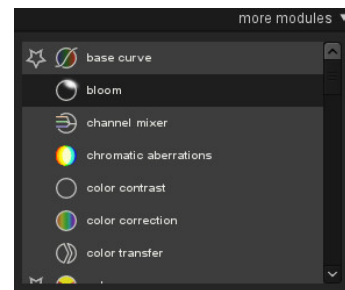 more modules
base curve
bloom
channel mixer
chromatic aberrations
color contrast
color correction
color transfer